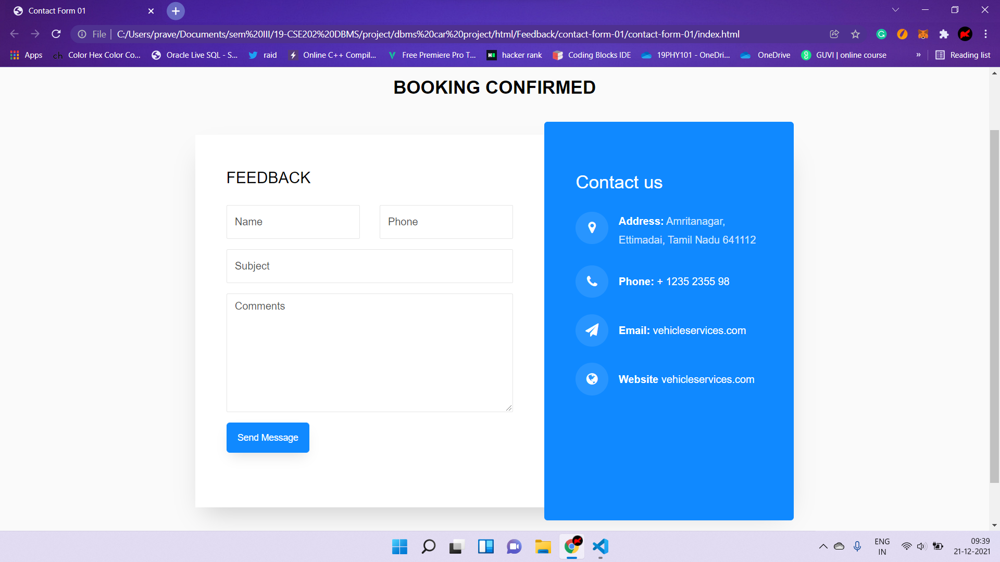 Contact Form 01
File C:/Users/prave/Documents/sem%20III/19-CSE202%20DBMS/project/dbms%20car%20project/html/Feedback/contact-form-01/contact-form-01/index.html
Apps ch Color Hex Color Co... Oracle Live SQL - S... raid Online C++ Compil... V Free Premiere Pro T... H hacker rank Coding Blocks IDE 19PHY101 - OneDri... OneDrive GUVI | online course » Reading list
BOOKING CONFIRMED
FEEDBACK
Name
Phone
Subject
Comments
Send Message
Contact us
Address: Amritanagar,
Ettimadai, Tamil Nadu 641112
Phone: + 1235 2355 98
Email: vehicleservices.com
Website vehicleservices.com
ENG
IN
09:39
21-12-2021